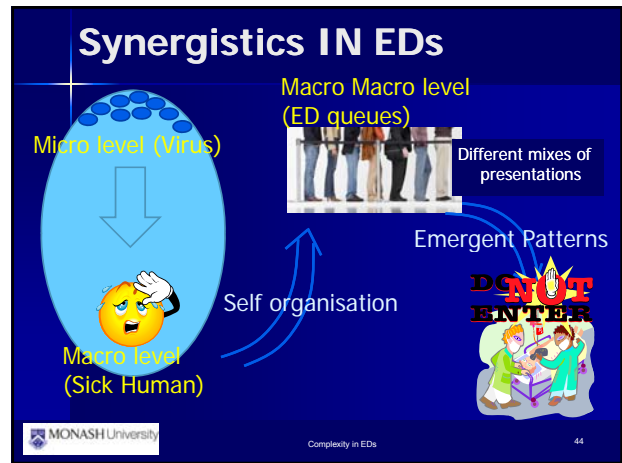 Synergistics IN EDs
Macro Macro level
(ED queues)
Micro level (Virus)
Different mixes of
presentations
Emergent Patterns
DO NOT
ENTER
Self organisation
Macro level
(Sick Human)
MONASH University
Complexity in EDs
44